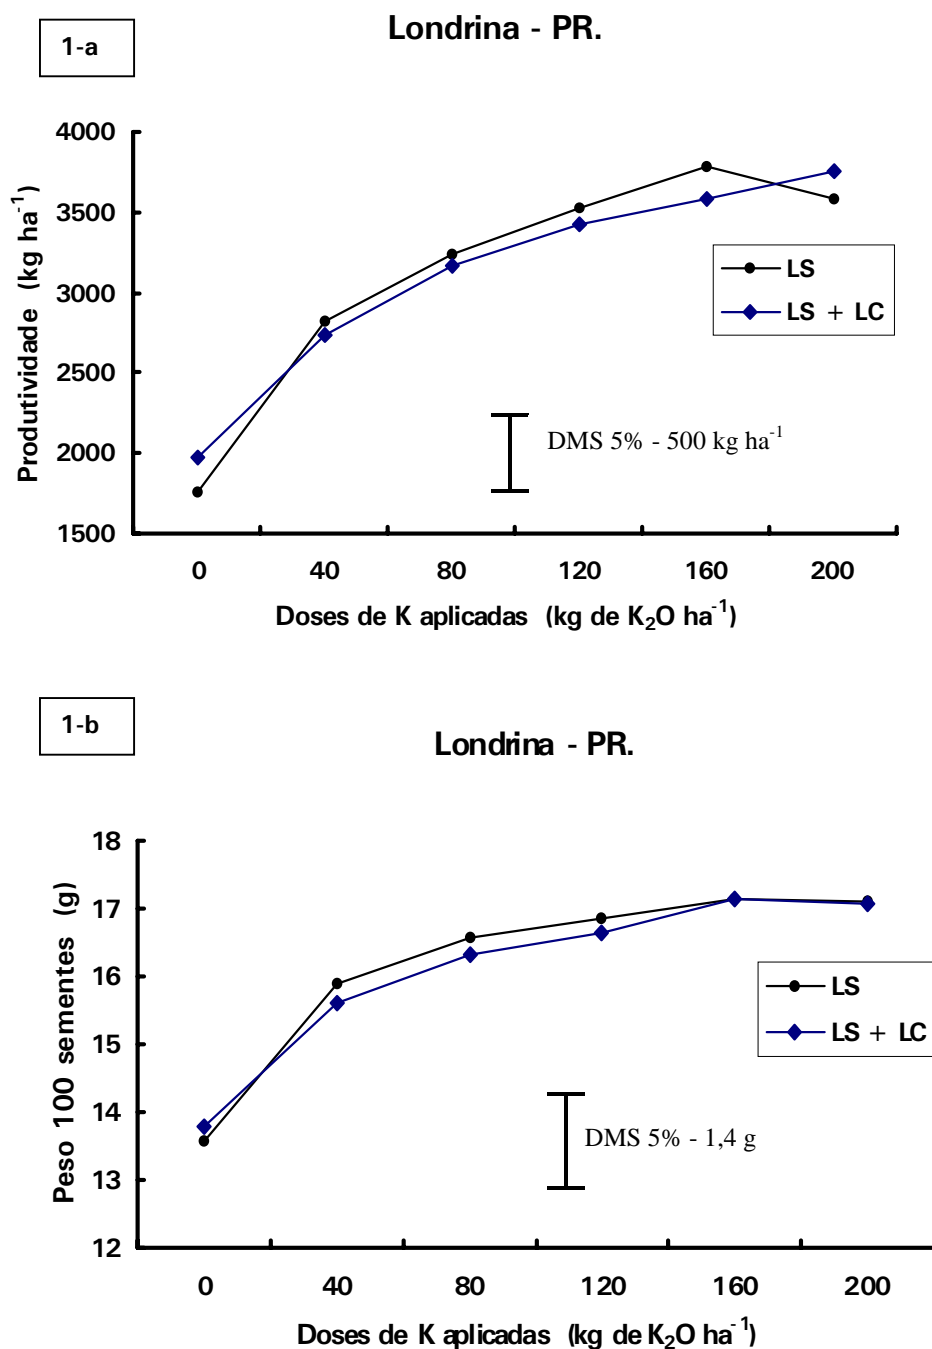 1-a
Londrina - PR.
4000
3500
3000
2500
2000
1500
Produtividade (kg ha⁻¹)
LS
LS + LC
DMS 5% - 500 kg ha⁻¹
0 40 80 120 160 200
Doses de K aplicadas (kg de K₂O ha⁻¹)
1-b
Londrina - PR.
18
17
16
15
14
13
12
Peso 100 sementes (g)
LS
LS + LC
DMS 5% - 1,4 g
0 40 80 120 160 200
Doses de K aplicadas (kg de K₂O ha⁻¹)